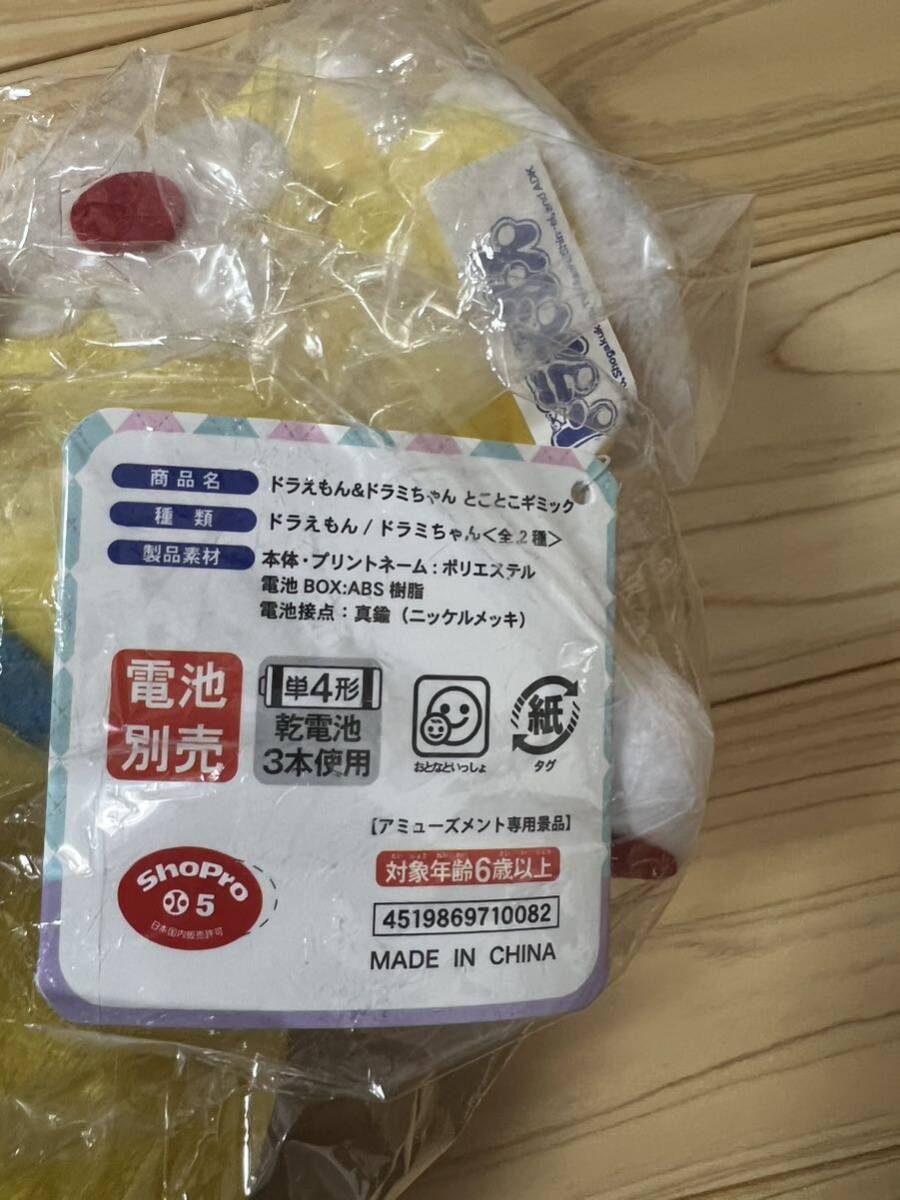 商品名 ドラえもん&ドラミちゃん とことこギミック
種類 ドラえもん / ドラミちゃん<全2種>
製品素材 本体・プリントネーム:ポリエステル
電池BOX:ABS樹脂
電池接点:真鍮(ニッケルメッキ)
電池
別売
単4形
乾電池
3本使用
おとなといっしょ
紙
タグ
【アミューズメント専用景品】
対象年齢6歳以上
ShoPro
5
日本国内販売許可
4519869710082
MADE IN CHINA